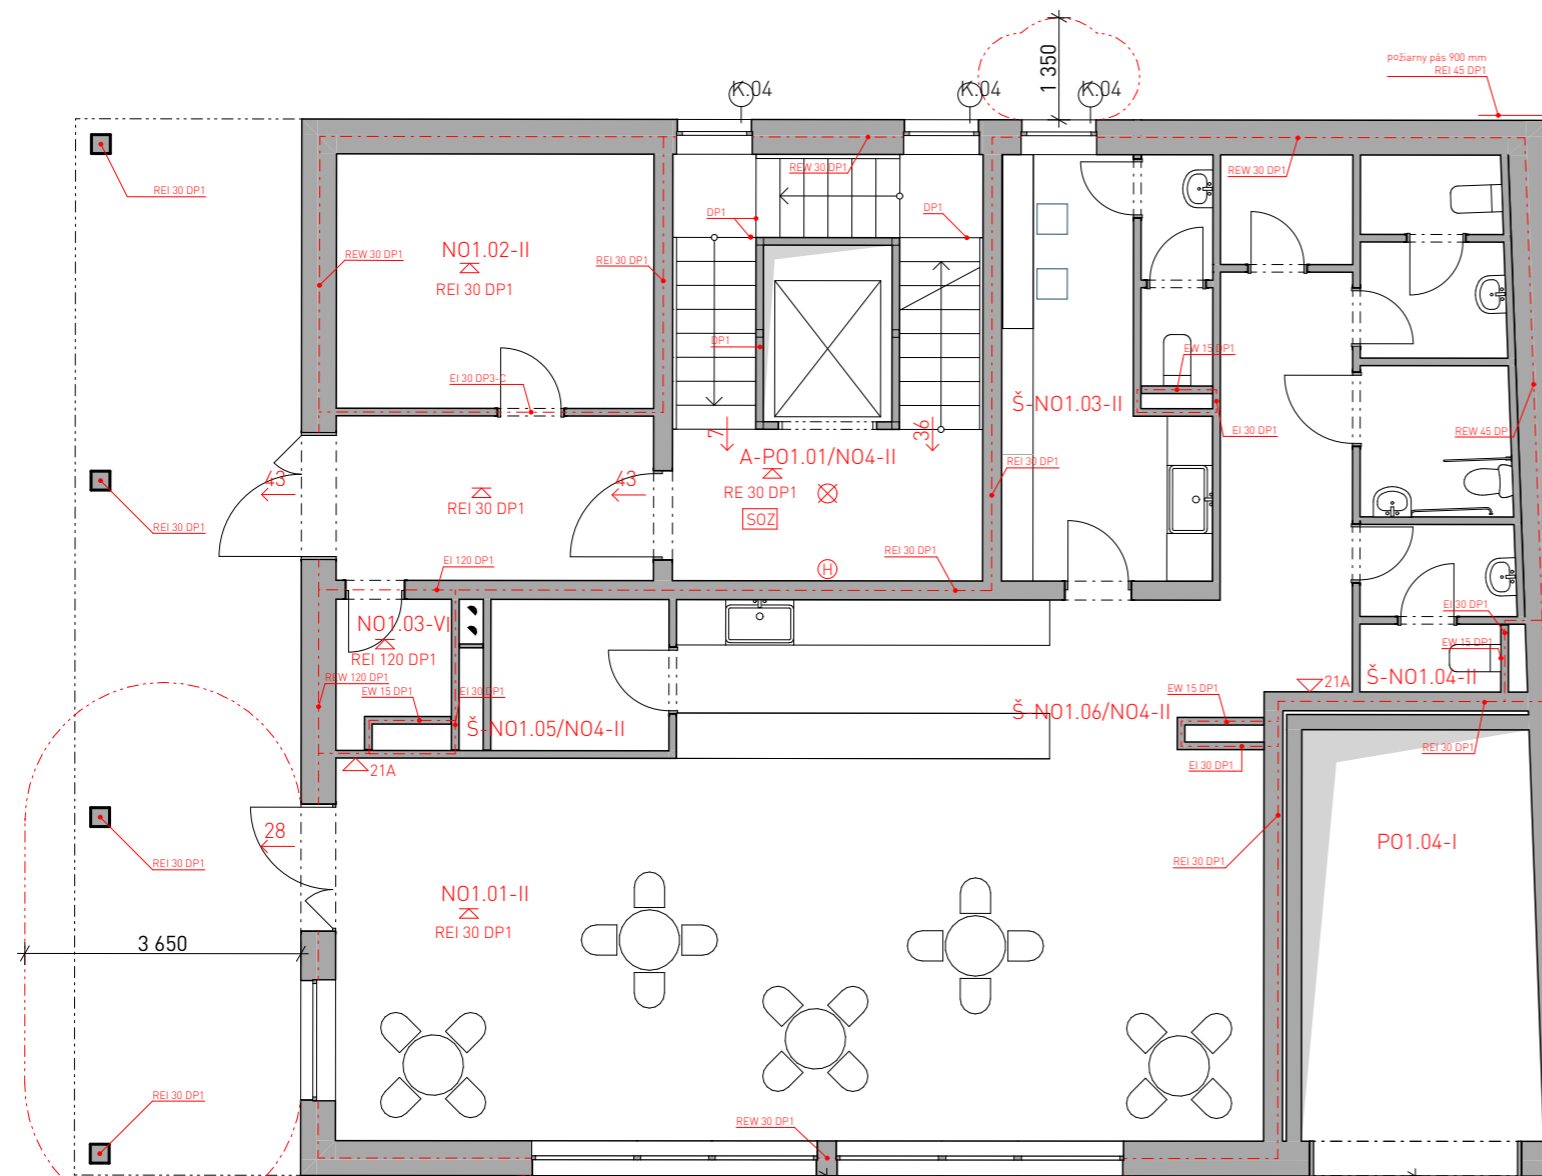 požiarny pás 900 mm
REI 45 DP1
1 350
K.04
K.04
K.04
REW 30 DP1
REW 30 DP1
REI 30 DP1
DP1
DP1
N01.02-II
REI 30 DP1
REW 30 DP1
REI 30 DP1
DP1
EW 15 DP1
EI 30 DP3-C
Š-N01.03-II
EI 30 DP1
REW 45 DP1
7
36
A-P01.01/N04-II
RE 30 DP1
SOZ
REI 30 DP1
43
43
REI 30 DP1
REI 30 DP1
H
REI 30 DP1
EI 120 DP1
N01.03-VI
REI 120 DP1
REW 120 DP1
EW 15 DP1
EI 30 DP1
Š-N01.05/N04-II
EI 30 DP1
EW 15 DP1
Š-N01.04-II
21A
EW 15 DP1
Š-N01.06/N04-II
REI 30 DP1
EI 30 DP1
21A
28
REI 30 DP1
REI 30 DP1
P01.04-I
N01.01-II
REI 30 DP1
3 650
REI 30 DP1
REW 30 DP1